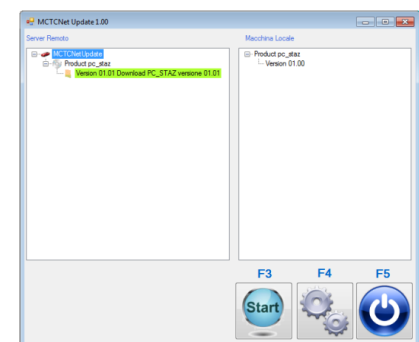 MCTCNet Update 1.00
Server Remoto
Macchina Locale
MCTCNetUpdate
Product pc_staz
Version 01.01 Download PC_STAZ versione 01.01
Product pc_staz
Version 01.00
F3
F4
F5
Start